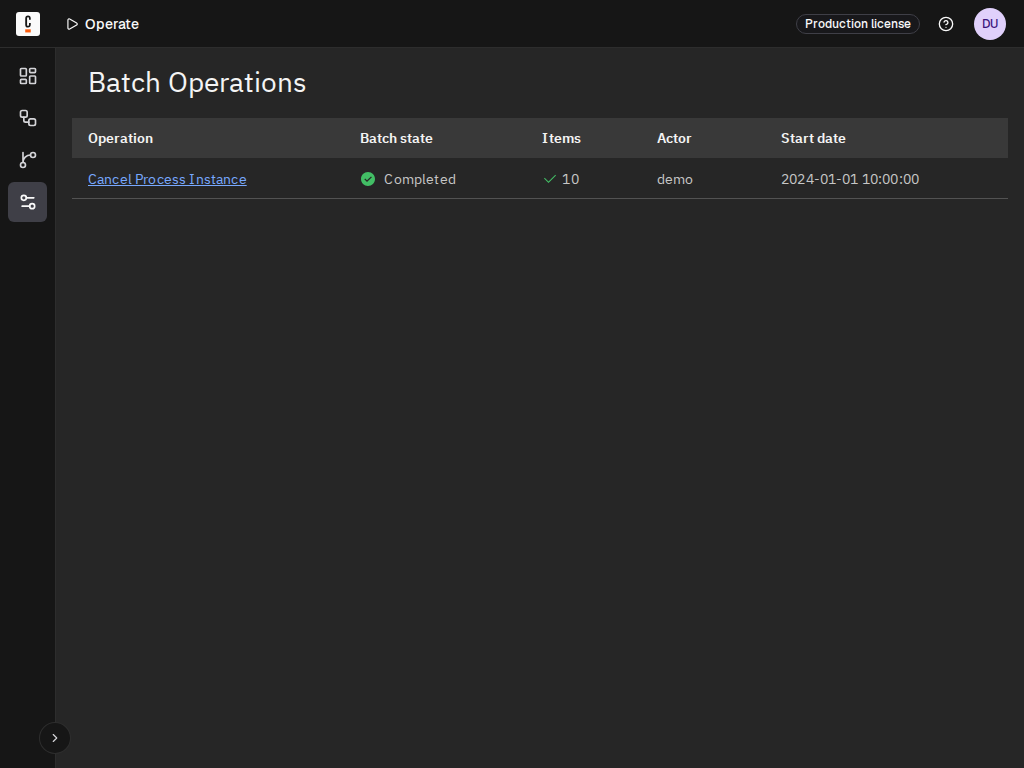 Operate
Production license
DU
Batch Operations
Operation Batch state Items Actor Start date
Cancel Process Instance Completed 10 demo 2024-01-01 10:00:00